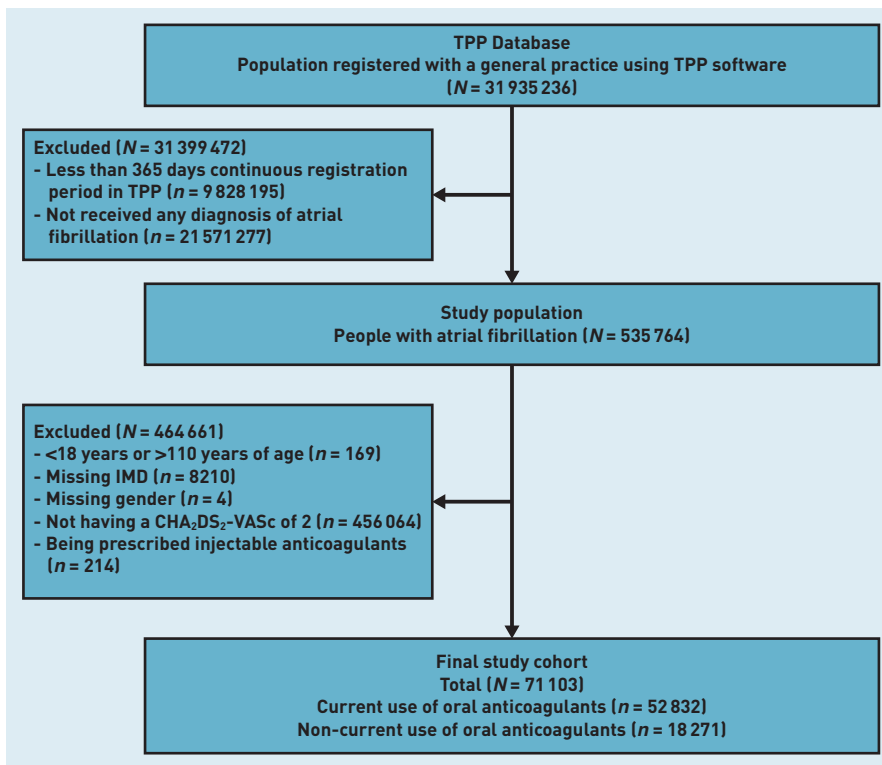 TPP Database
Population registered with a general practice using TPP software
(N = 31 935 236)
Excluded (N = 31 399 472)
- Less than 365 days continuous registration
period in TPP (n = 9 828 195)
- Not received any diagnosis of atrial
fibrillation (n = 21 571 277)
Study population
People with atrial fibrillation (N = 535 764)
Excluded (N = 464 661)
- <18 years or >110 years of age (n = 169)
- Missing IMD (n = 8210)
- Missing gender (n = 4)
- Not having a CHA₂DS₂-VASc of 2 (n = 456 064)
- Being prescribed injectable anticoagulants
(n = 214)
Final study cohort
Total (N = 71 103)
Current use of oral anticoagulants (n = 52 832)
Non-current use of oral anticoagulants (n = 18 271)